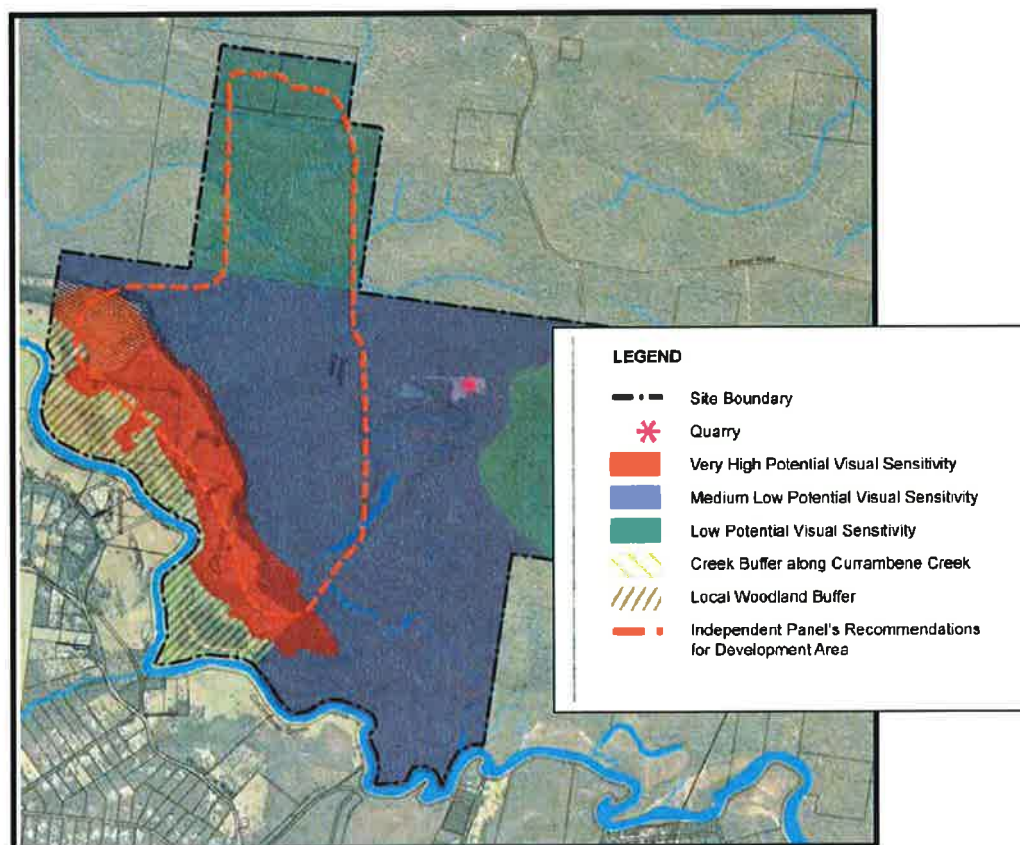 LEGEND
Site Boundary
Quarry
Very High Potential Visual Sensitivity
Medium Low Potential Visual Sensitivity
Low Potential Visual Sensitivity
Creek Buffer along Currambene Creek
Local Woodland Buffer
Independent Panel's Recommendations
for Development Area